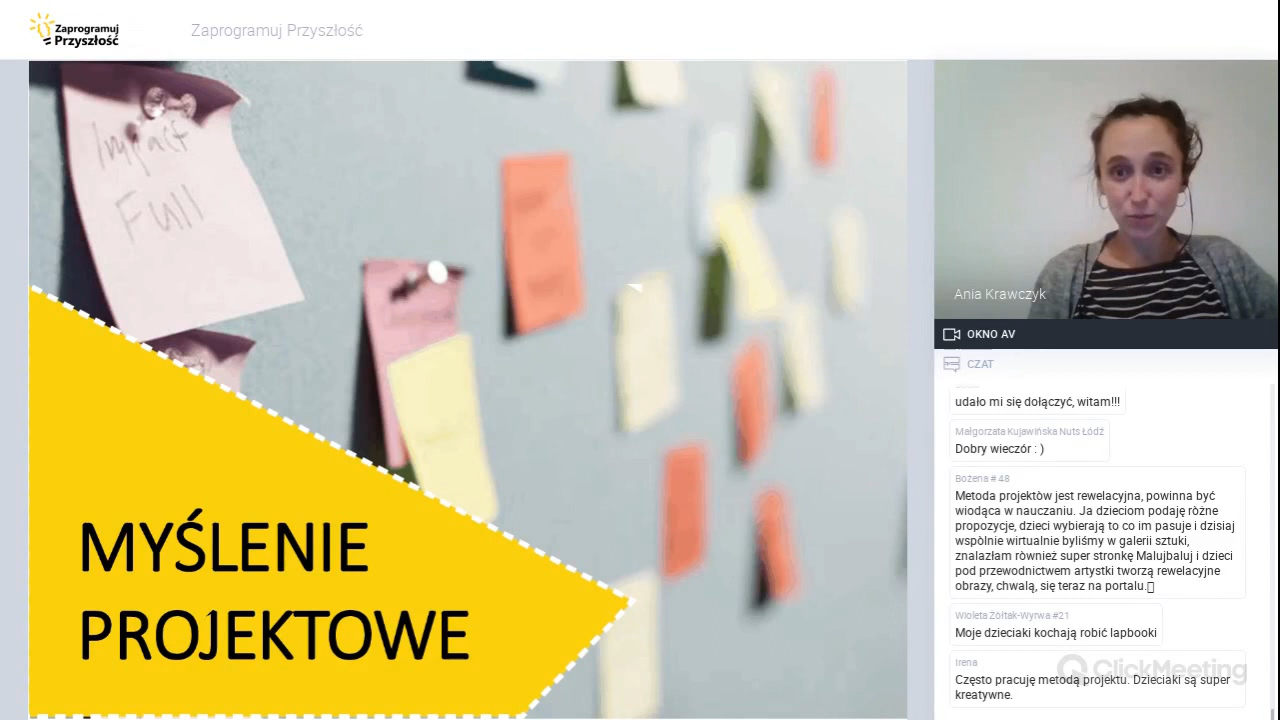 Zaprogramuj
Przyszłość
Zaprogramuj Przyszłość
Impact
Full
MYŚLENIE
PROJEKTOWE
Ania Krawczyk
OKNO AV
CZAT
udało mi się dołączyć, witam!!!
Małgorzata Kujawińska Nuts Łódź
Dobry wieczór : )
Bożena # 48
Metoda projektòw jest rewelacyjna, powinna być
wiodąca w nauczaniu. Ja dzieciom podaję różne
propozycje, dzieci wybierają to co im pasuje i dzisiaj
wspòlnie wirtualnie byliśmy w galerii sztuki,
znalazłam ròwnież super stronkę Malujbaluj i dzieci
pod przewodnictwem artystki tworzą rewelacyjne
obrazy, chwalą, się teraz na portalu.
Wioleta Żółtak-Wyrwa #21
Moje dzieciaki kochają robić lapbooki
Irena
Często pracuję metodą projektu. Dzieciaki są super
kreatywne.
ClickMeeting